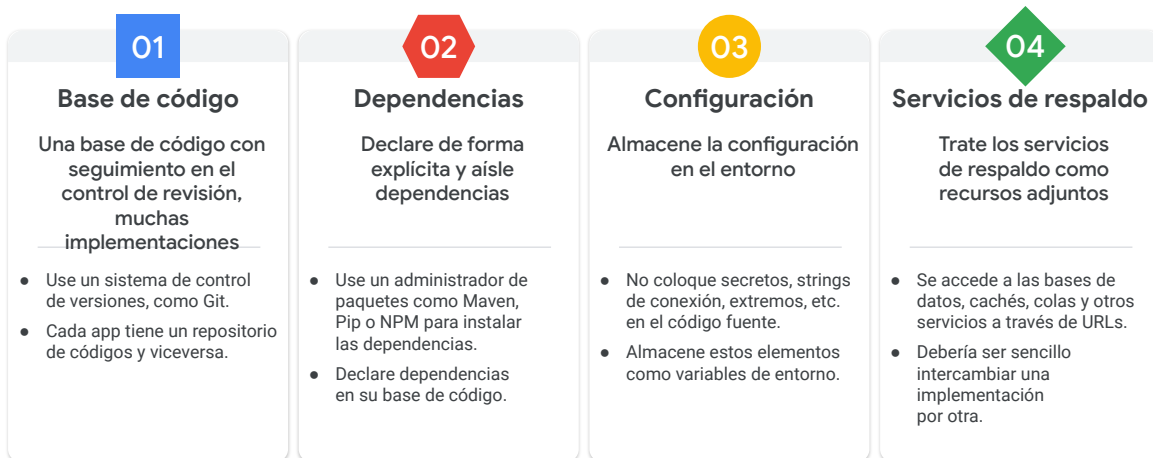 01
Base de código
Una base de código con
seguimiento en el
control de revisión,
muchas
implementaciones
● Use un sistema de control
de versiones, como Git.
● Cada app tiene un repositorio
de códigos y viceversa.
02
Dependencias
Declare de forma
explícita y aísle
dependencias
● Use un administrador de
paquetes como Maven,
Pip o NPM para instalar
las dependencias.
● Declare dependencias
en su base de código.
03
Configuración
Almacene la configuración
en el entorno
● No coloque secretos, strings
de conexión, extremos, etc.
en el código fuente.
● Almacene estos elementos
como variables de entorno.
04
Servicios de respaldo
Trate los servicios
de respaldo como
recursos adjuntos
● Se accede a las bases de
datos, cachés, colas y otros
servicios a través de URLs.
● Debería ser sencillo
intercambiar una
implementación
por otra.